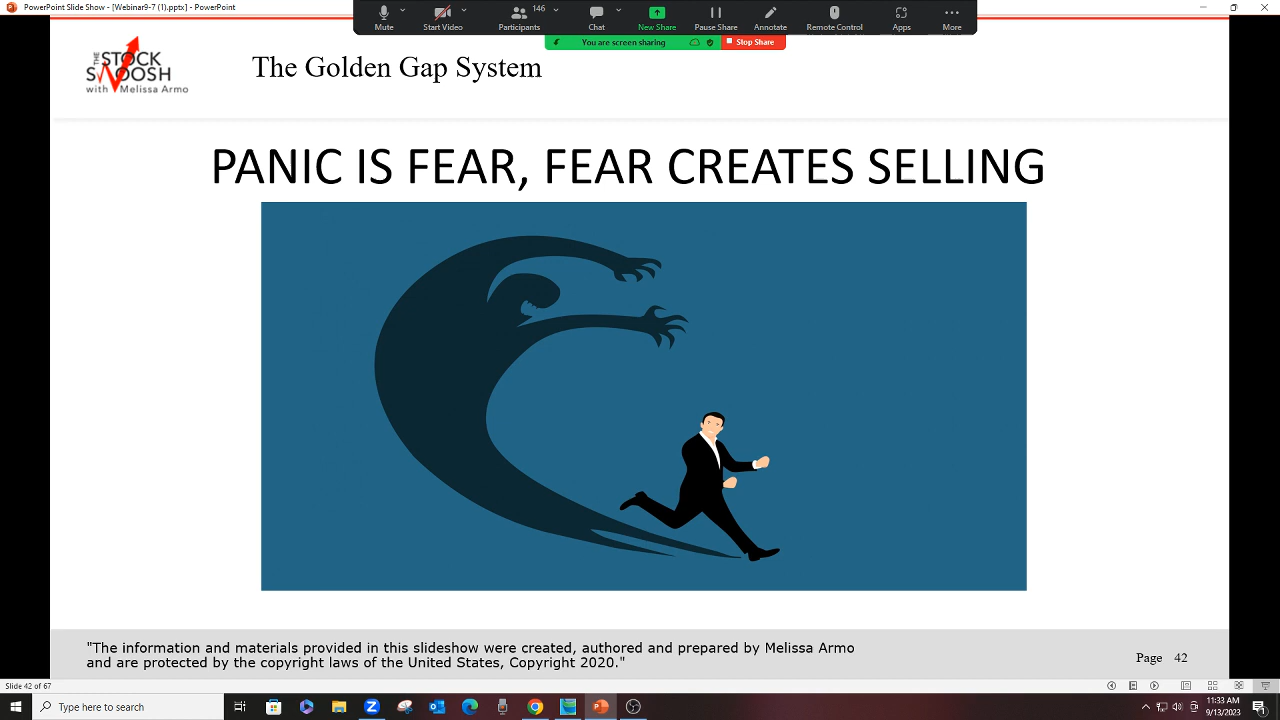 PowerPoint Slide Show - [Webinar9-7 (1).pptx] - PowerPoint
146
Mute
Start Video
Participants
Chat
New Share
Pause Share
Annotate
Remote Control
Apps
More
You are screen sharing
Stop Share
THE STOCK
SWOOSH
with Melissa Armo
The Golden Gap System
PANIC IS FEAR, FEAR CREATES SELLING
"The information and materials provided in this slideshow were created, authored and prepared by Melissa Armo
and are protected by the copyright laws of the United States, Copyright 2020."
Page 42
Slide 42 of 67
Type here to search
11:33 AM
9/13/2023